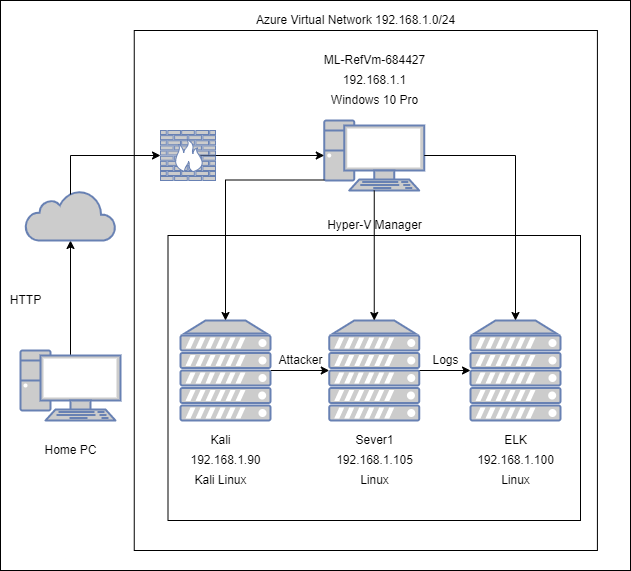 Azure Virtual Network 192.168.1.0/24
ML-RefVm-684427
192.168.1.1
Windows 10 Pro
Hyper-V Manager
HTTP
Home PC
Attacker
Logs
Kali
192.168.1.90
Kali Linux
Sever1
192.168.1.105
Linux
ELK
192.168.1.100
Linux